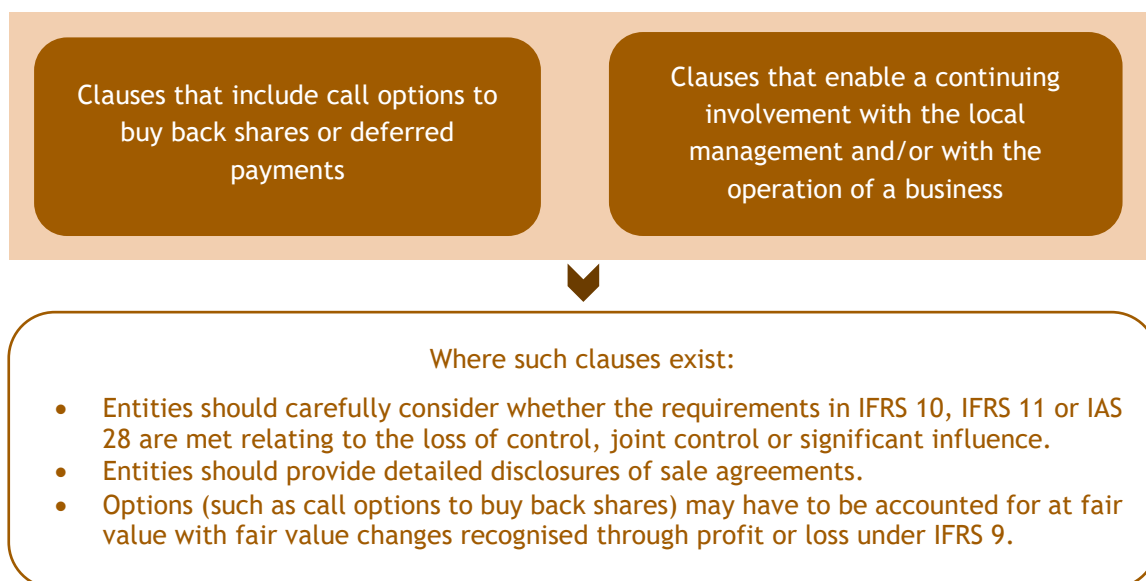 Clauses that include call options to
buy back shares or deferred
payments
Clauses that enable a continuing
involvement with the local
management and/or with the
operation of a business
Where such clauses exist:
• Entities should carefully consider whether the requirements in IFRS 10, IFRS 11 or IAS
28 are met relating to the loss of control, joint control or significant influence.
• Entities should provide detailed disclosures of sale agreements.
• Options (such as call options to buy back shares) may have to be accounted for at fair
value with fair value changes recognised through profit or loss under IFRS 9.